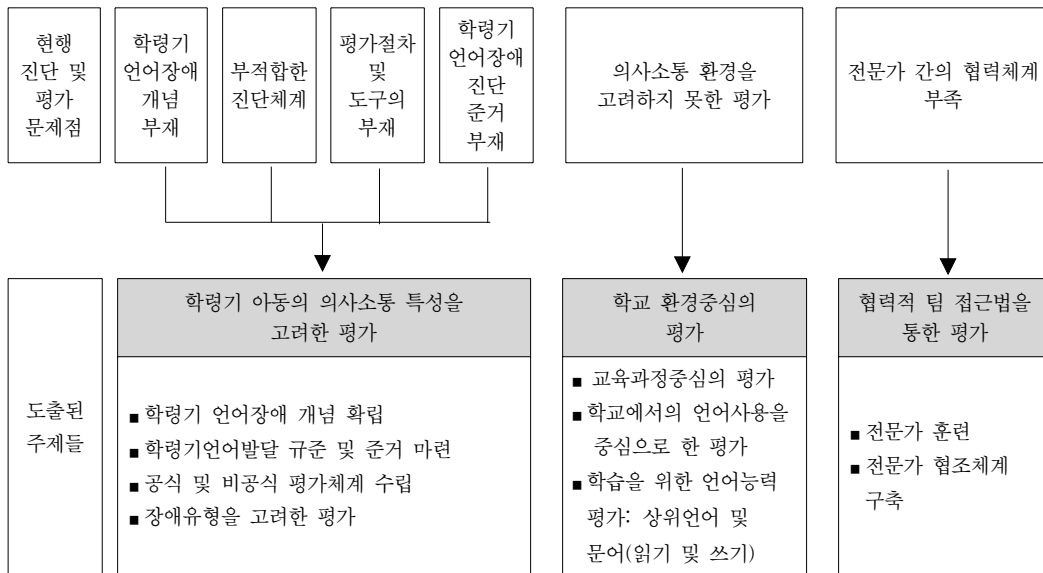 현행
진단 및
평가
문제점
학령기
언어장애
개념
부재
부적합한
진단체계
평가절차
및
도구의
부재
학령기
언어장애
진단
준거
부재
의사소통 환경을
고려하지 못한 평가
전문가 간의 협력체계
부족
도출된
주제들
학령기 아동의 의사소통 특성을
고려한 평가
■ 학령기 언어장애 개념 확립
■ 학령기언어발달 규준 및 준거 마련
■ 공식 및 비공식 평가체계 수립
■ 장애유형을 고려한 평가
학교 환경중심의
평가
■ 교육과정중심의 평가
■ 학교에서의 언어사용을
중심으로 한 평가
■ 학습을 위한 언어능력
평가: 상위언어 및
문어(읽기 및 쓰기)
협력적 팀 접근법을
통한 평가
■ 전문가 훈련
■ 전문가 협조체계
구축